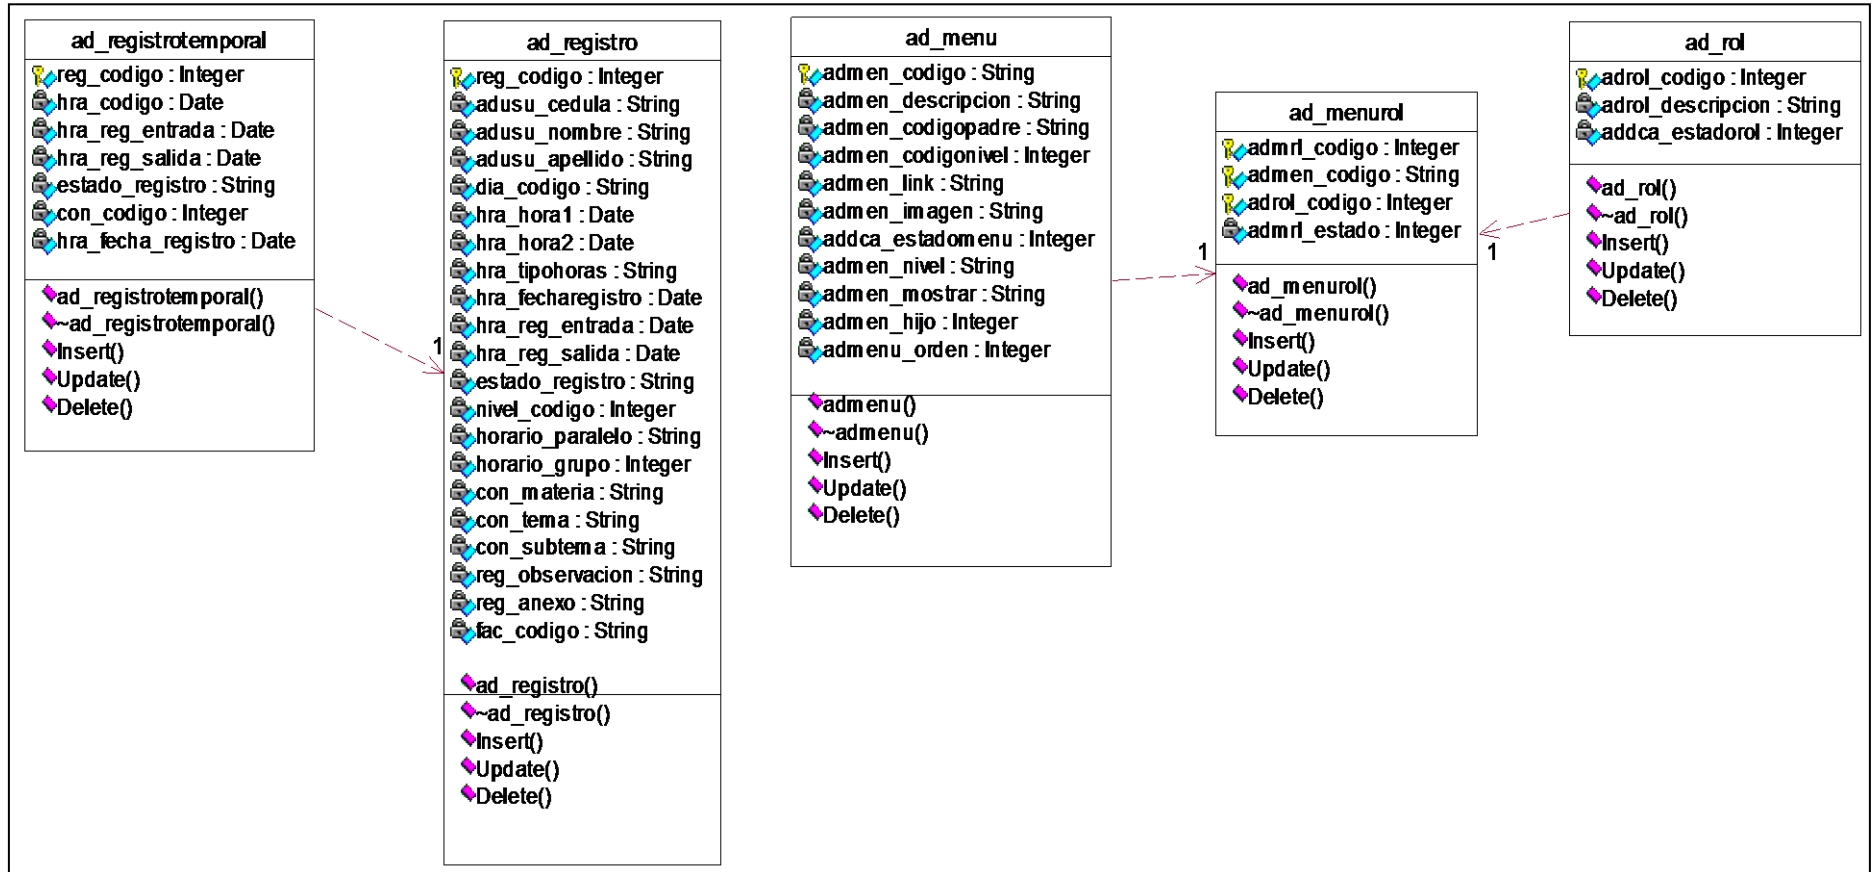 ad_registrotemporal
reg_codigo : Integer
hra_codigo : Date
hra_reg_entrada : Date
hra_reg_salida : Date
estado_registro : String
con_codigo : Integer
hra_fecha_registro : Date
ad_registrotemporal()
~ad_registrotemporal()
Insert()
Update()
Delete()
1
ad_registro
reg_codigo : Integer
adusu_cedula : String
adusu_nombre : String
adusu_apellido : String
dia_codigo : String
hra_hora1 : Date
hra_hora2 : Date
hra_tipohoras : String
hra_fecharegistro : Date
hra_reg_entrada : Date
hra_reg_salida : Date
estado_registro : String
nivel_codigo : Integer
horario_paralelo : String
horario_grupo : Integer
con_materia : String
con_tema : String
con_subtema : String
reg_observacion : String
reg_anexo : String
fac_codigo : String
ad_registro()
~ad_registro()
Insert()
Update()
Delete()
ad_menu
admen_codigo : String
admen_descripcion : String
admen_codigopadre : String
admen_codigonivel : Integer
admen_link : String
admen_imagen : String
addca_estadomenu : Integer
admen_nivel : String
admen_mostrar : String
admen_hijo : Integer
admenu_orden : Integer
admenu()
~admenu()
Insert()
Update()
Delete()
1
ad_menurol
admrl_codigo : Integer
admen_codigo : String
adrol_codigo : Integer
admrl_estado : Integer
ad_menurol()
~ad_menurol()
Insert()
Update()
Delete()
1
ad_rol
adrol_codigo : Integer
adrol_descripcion : String
addca_estadorol : Integer
ad_rol()
~ad_rol()
Insert()
Update()
Delete()